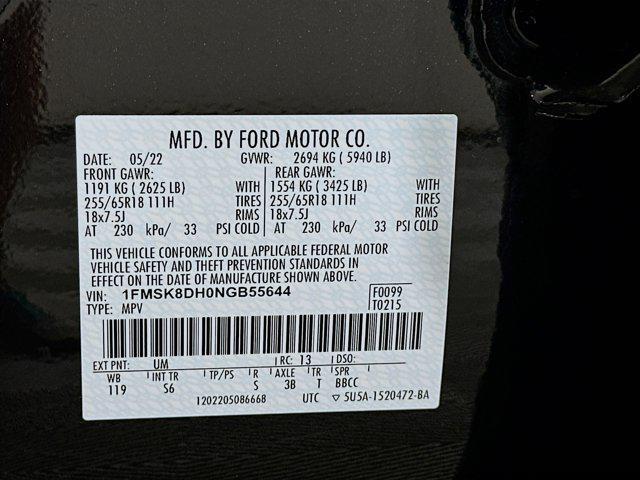 MFD. BY FORD MOTOR CO.
DATE: 05/22 GVWR: 2694 KG ( 5940 LB)
FRONT GAWR: REAR GAWR:
1191 KG ( 2625 LB) WITH 1554 KG ( 3425 LB) WITH
255/65R18 111H TIRES 255/65R18 111H TIRES
18x7.5J RIMS 18x7.5J RIMS
AT 230 kPa/ 33 PSI COLD AT 230 kPa/ 33 PSI COLD
THIS VEHICLE CONFORMS TO ALL APPLICABLE FEDERAL MOTOR
VEHICLE SAFETY AND THEFT PREVENTION STANDARDS IN
EFFECT ON THE DATE OF MANUFACTURE SHOWN ABOVE.
VIN: 1FMSK8DH0NGB55644 F0099
TYPE: MPV T0215
EXT PNT: UM RC: 13 DSO:
WB INT TR TP/PS R AXLE TR SPR
119 S6 S 3B T BBCC
1202205086668 UTC ▽ 5U5A-1520472-BA